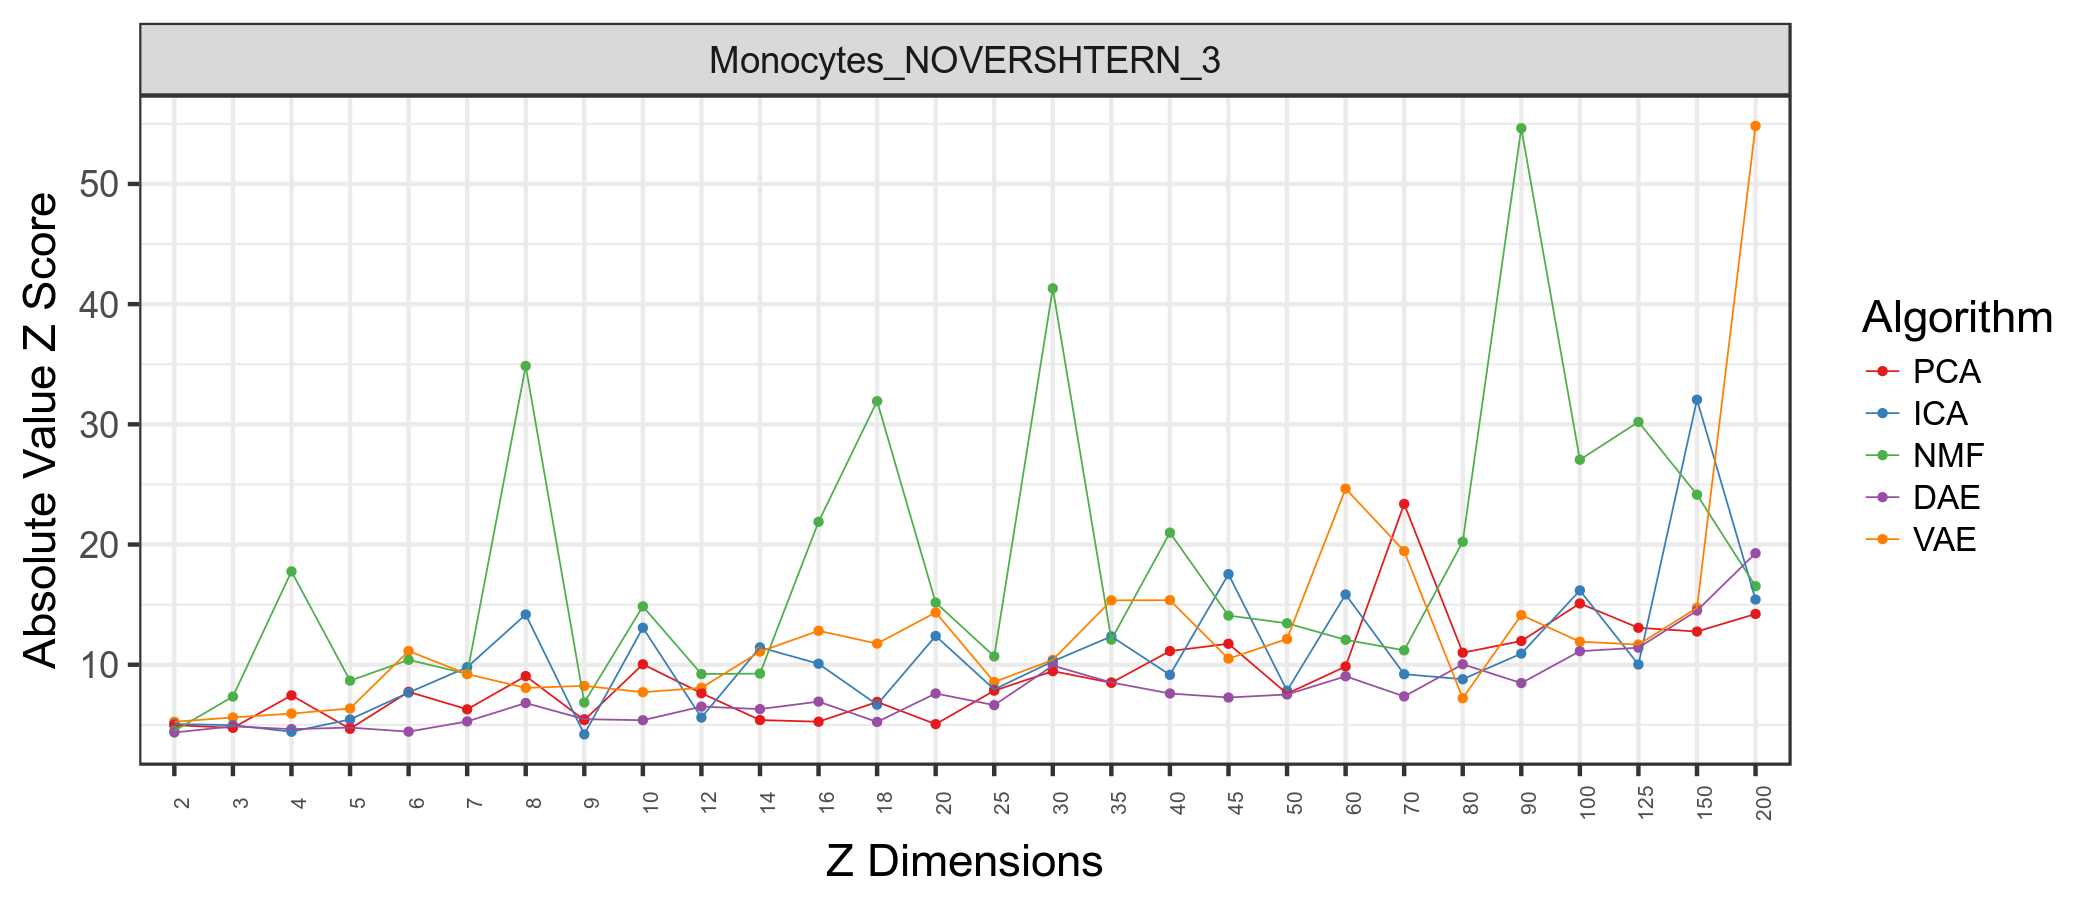 Monocytes_NOVERSHTERN_3
Absolute Value Z Score
50
40
30
20
10
2 3 4 5 6 7 8 9 10 12 14 16 18 20 25 30 35 40 45 50 60 70 80 90 100 125 150 200
Z Dimensions
Algorithm
PCA
ICA
NMF
DAE
VAE